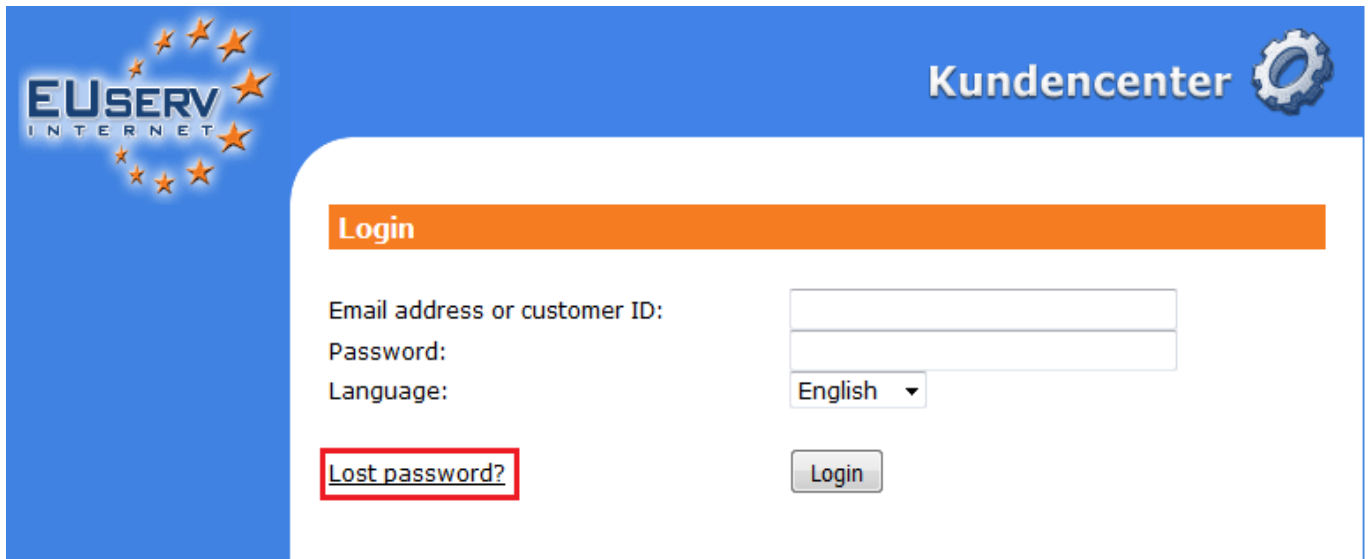 EUSERV
INTERNET
Kundencenter
Login
Email address or customer ID:
Password:
Language:
English
Lost password?
Login